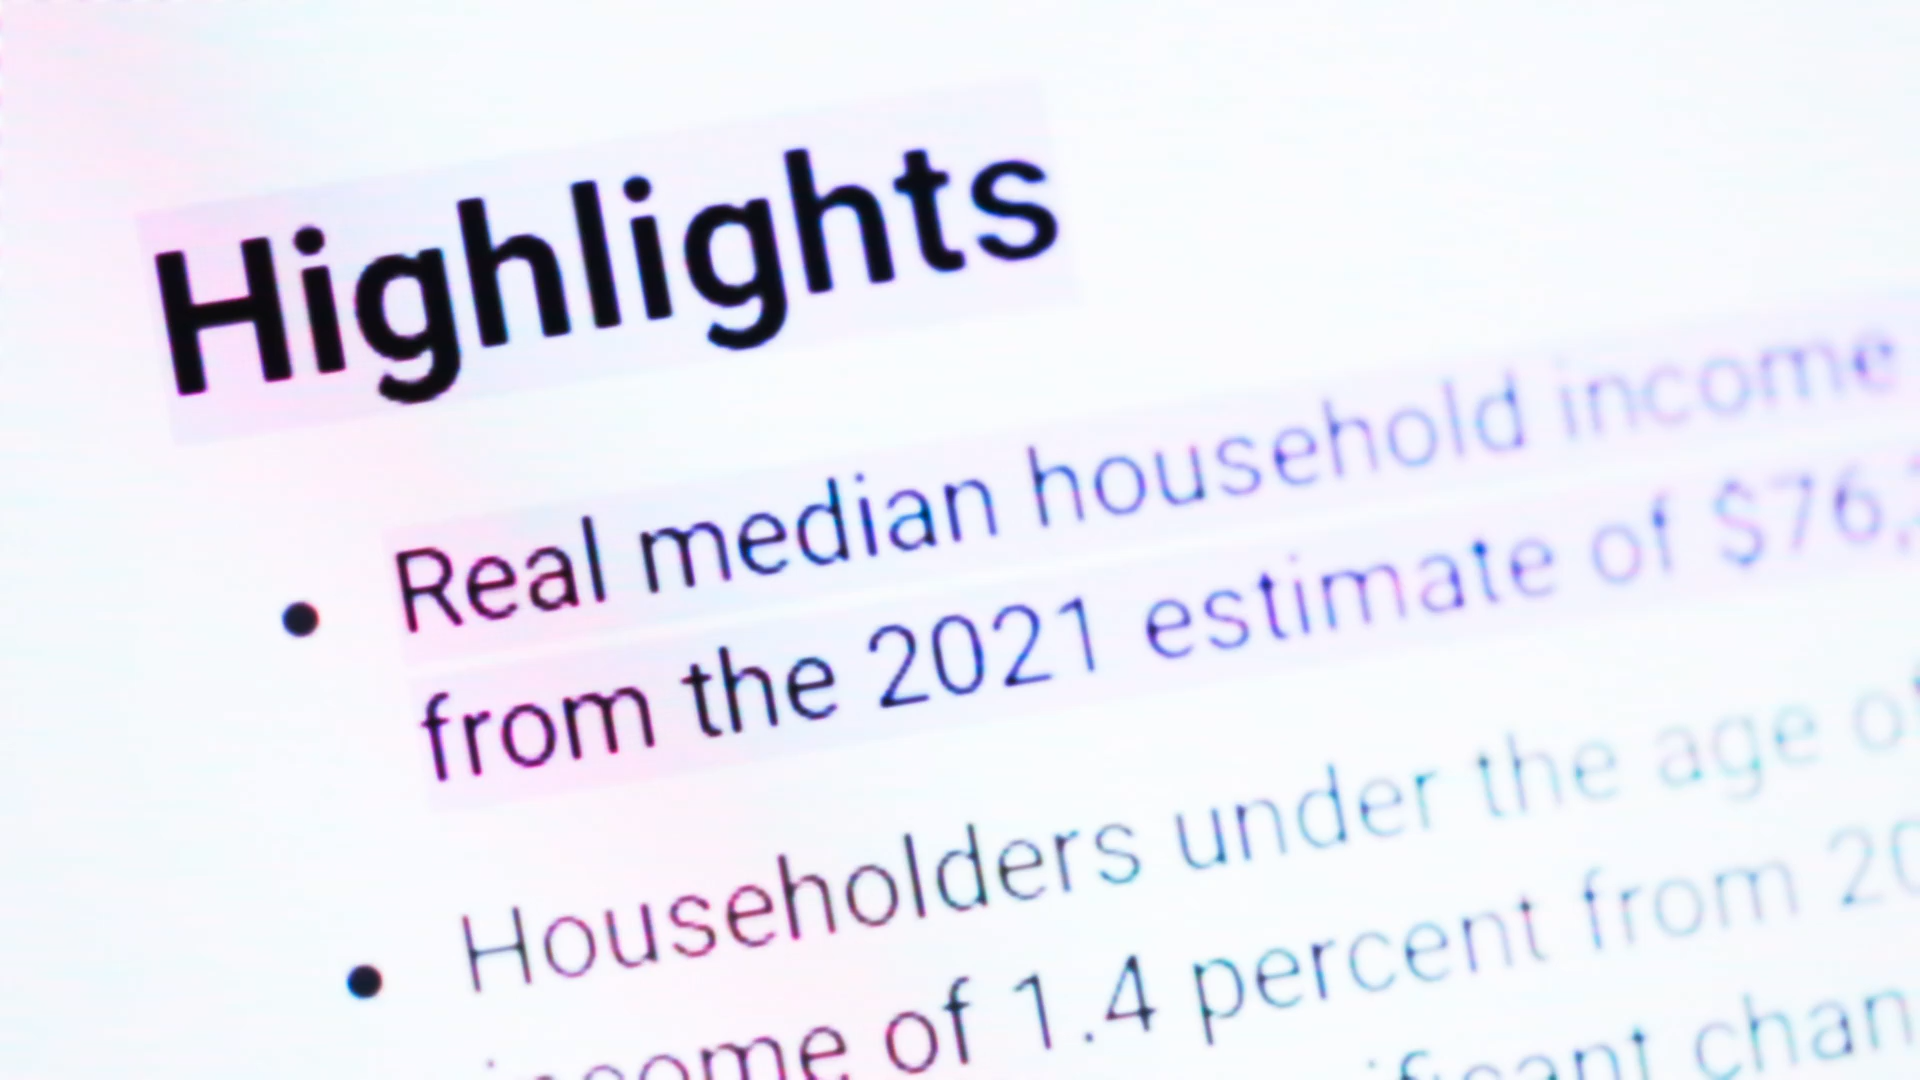 Highlights
• Real median household income
from the 2021 estimate of $76,
• Householders under the age of
income of 1.4 percent from 20